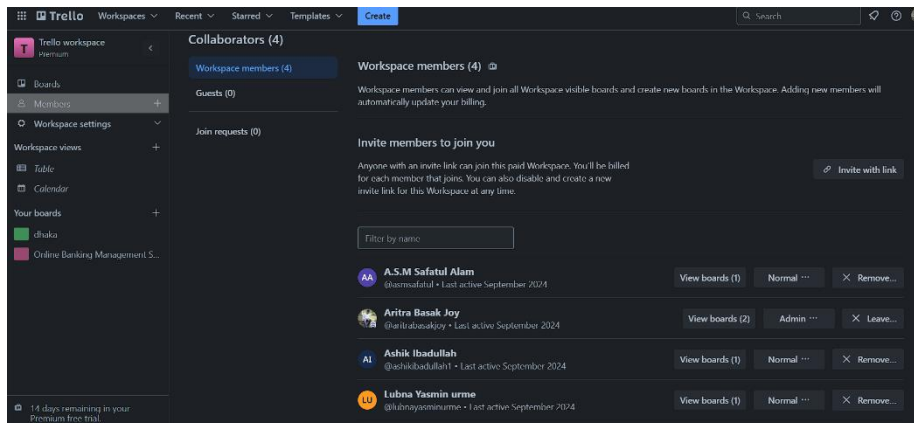 Trello Workspaces Recent Starred Templates Create Search
T Trello workspace
Premium
Boards
Members
Workspace settings
Workspace views
Table
Calendar
Your boards
dhaka
Online Banking Management S...
14 days remaining in your
Premium free trial
Collaborators (4)
Workspace members (4)
Guests (0)
Join requests (0)
Workspace members (4)
Workspace members can view and join all Workspace visible boards and create new boards in the Workspace. Adding new members will
automatically update your billing.
Invite members to join you
Anyone with an invite link can join this paid Workspace. You'll be billed
for each member that joins. You can also disable and create a new
invite link for this Workspace at any time.
Invite with link
Filter by name
AA A.S.M Safatul Alam
@asmsafatul • Last active September 2024
View boards (1) Normal Remove...
Aritra Basak Joy
@aritrabasakjoy • Last active September 2024
View boards (2) Admin Leave...
AI Ashik Ibadullah
@ashikibadullah1 • Last active September 2024
View boards (1) Normal Remove...
LU Lubna Yasmin urme
@lubnayasminurme • Last active September 2024
View boards (1) Normal Remove...